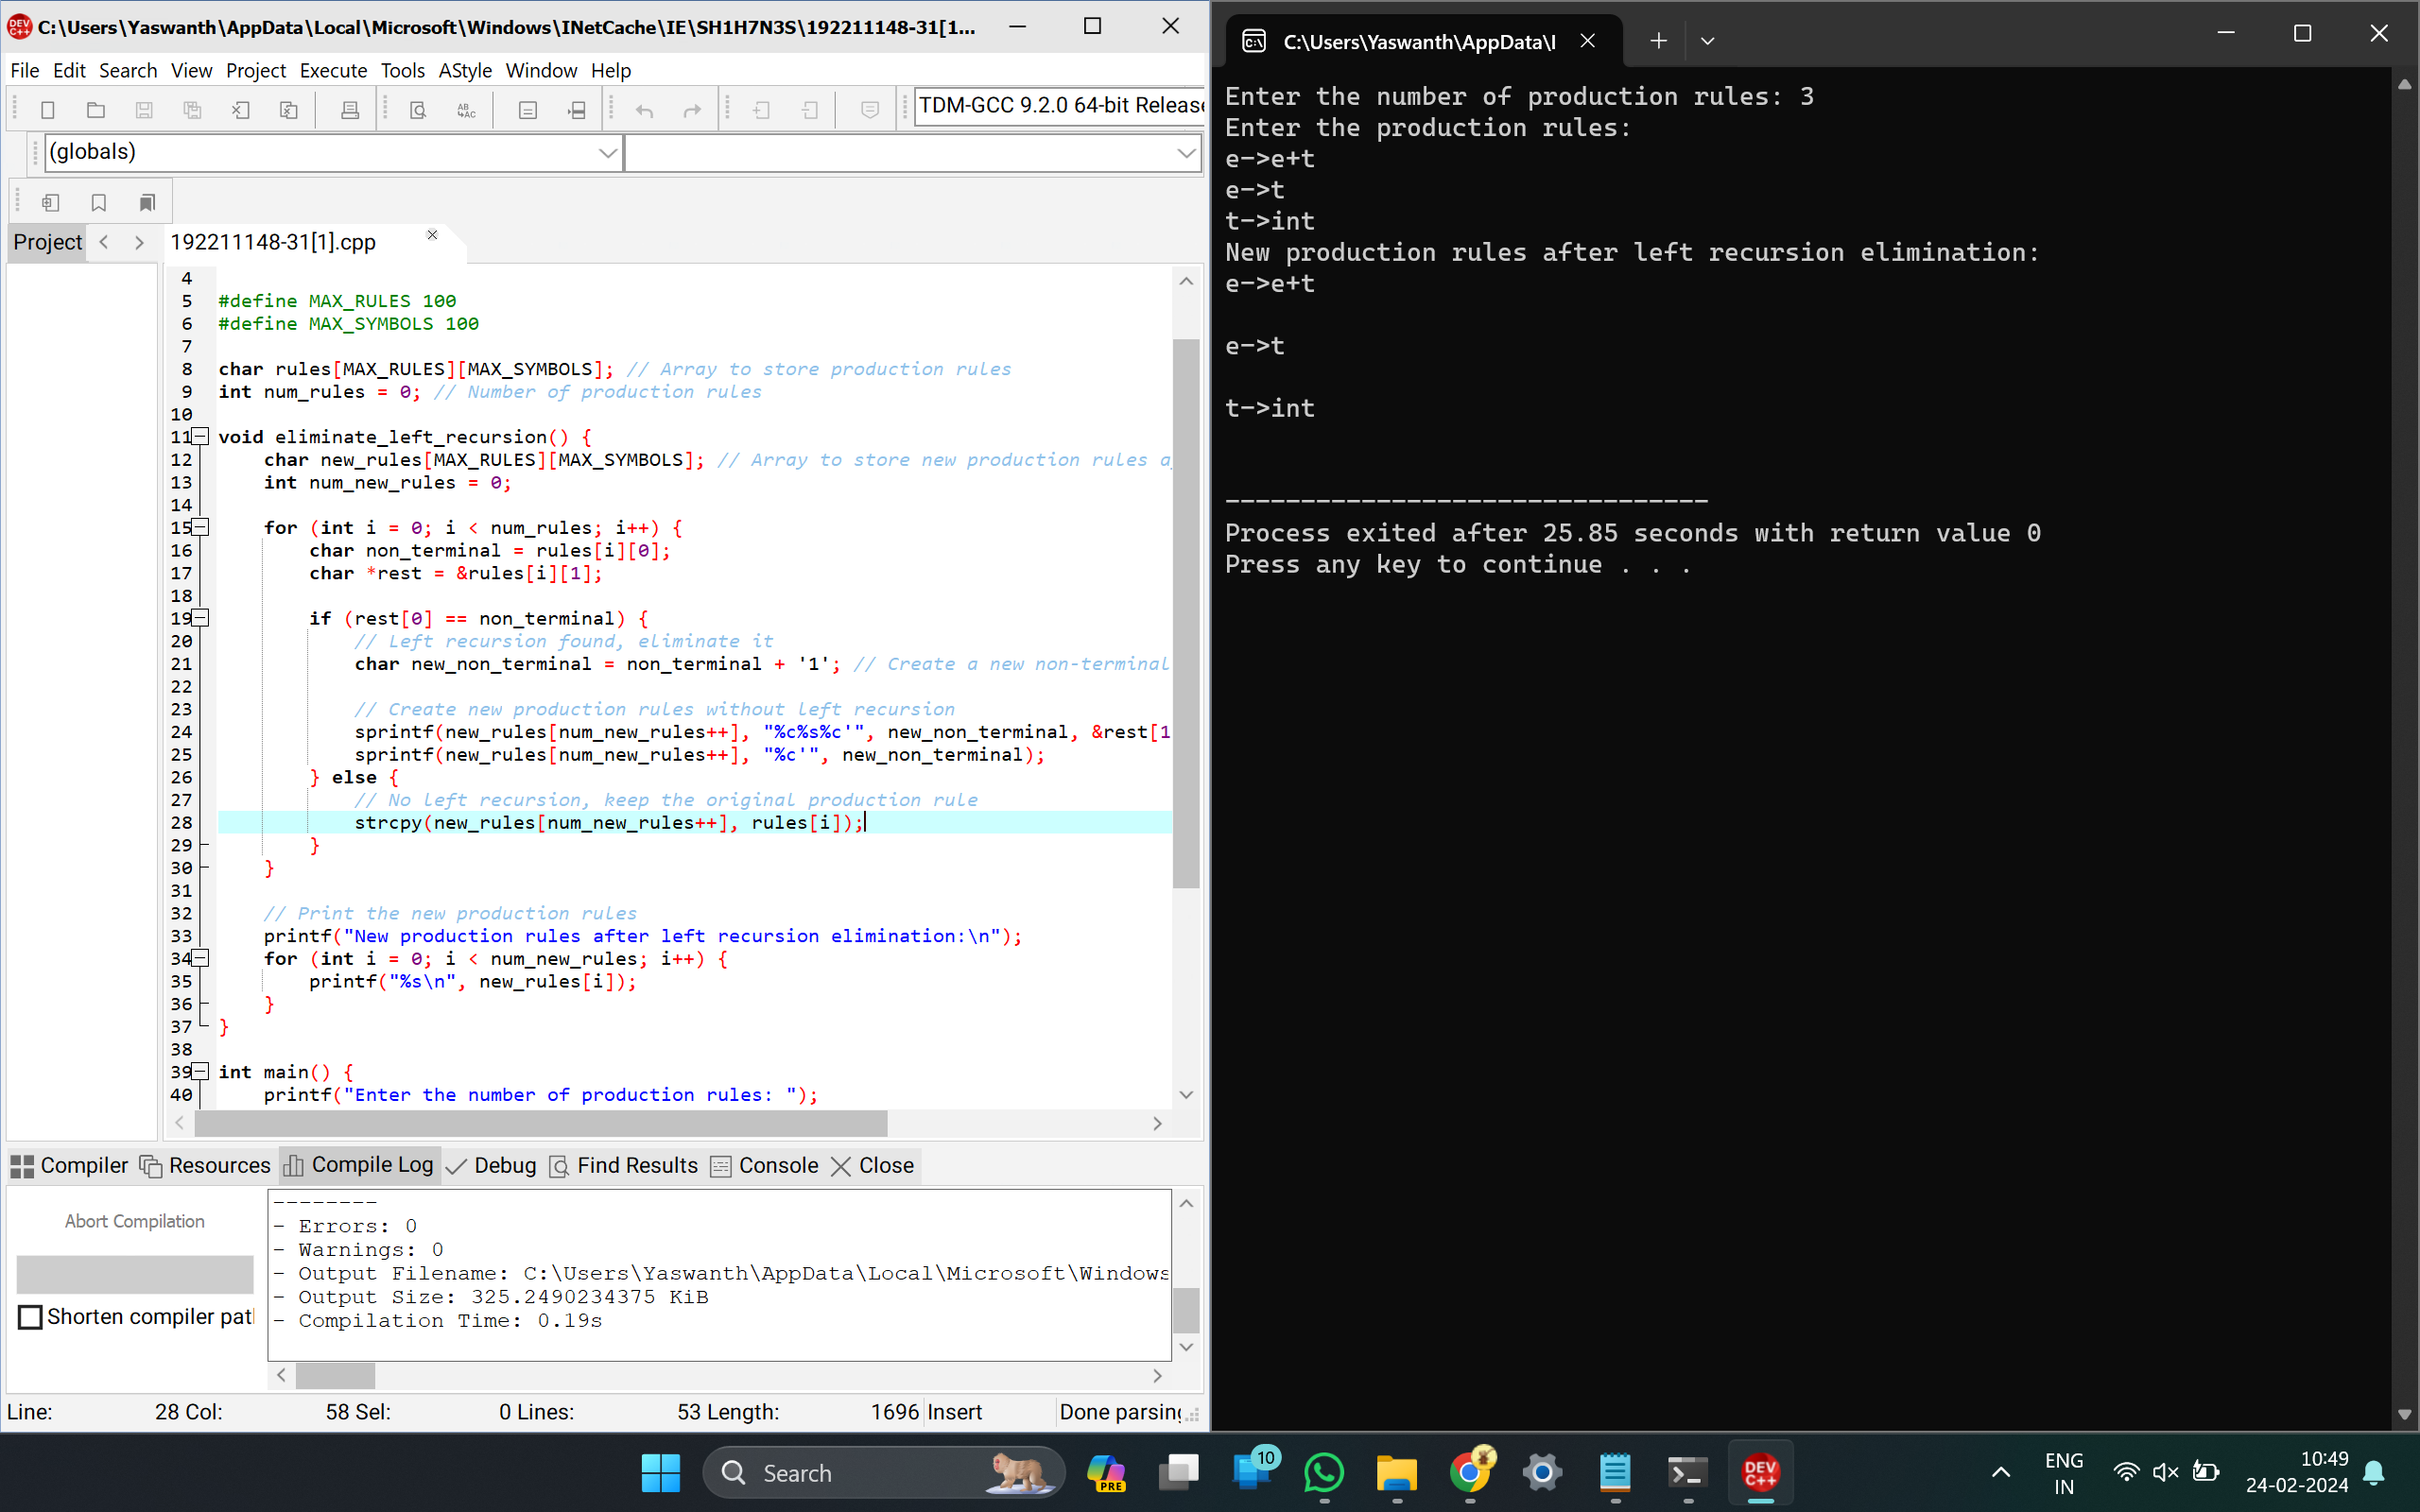 C:\Users\Yaswanth\AppData\Local\Microsoft\Windows\INetCache\IE\SH1H7N3S\192211148-31[1...
File Edit Search View Project Execute Tools AStyle Window Help
TDM-GCC 9.2.0 64-bit Release
(globals)
Project
192211148-31[1].cpp
4
5 #define MAX_RULES 100
6 #define MAX_SYMBOLS 100
7
8 char rules[MAX_RULES][MAX_SYMBOLS]; // Array to store production rules
9 int num_rules = 0; // Number of production rules
10
11 void eliminate_left_recursion() {
12 char new_rules[MAX_RULES][MAX_SYMBOLS]; // Array to store new production rules a
13 int num_new_rules = 0;
14
15 for (int i = 0; i < num_rules; i++) {
16 char non_terminal = rules[i][0];
17 char *rest = &rules[i][1];
18
19 if (rest[0] == non_terminal) {
20 // Left recursion found, eliminate it
21 char new_non_terminal = non_terminal + '1'; // Create a new non-terminal
22
23 // Create new production rules without left recursion
24 sprintf(new_rules[num_new_rules++], "%c%s%c'", new_non_terminal, &rest[1
25 sprintf(new_rules[num_new_rules++], "%c'", new_non_terminal);
26 } else {
27 // No left recursion, keep the original production rule
28 strcpy(new_rules[num_new_rules++], rules[i]);
29 }
30 }
31
32 // Print the new production rules
33 printf("New production rules after left recursion elimination:\n");
34 for (int i = 0; i < num_new_rules; i++) {
35 printf("%s\n", new_rules[i]);
36 }
37 }
38
39 int main() {
40 printf("Enter the number of production rules: ");
Compiler Resources Compile Log Debug Find Results Console Close
Abort Compilation
Shorten compiler pat
--------
- Errors: 0
- Warnings: 0
- Output Filename: C:\Users\Yaswanth\AppData\Local\Microsoft\Windows
- Output Size: 325.2490234375 KiB
- Compilation Time: 0.19s
Line: 28 Col: 58 Sel: 0 Lines: 53 Length: 1696 Insert Done parsing
C:\Users\Yaswanth\AppData\l
Enter the number of production rules: 3
Enter the production rules:
e->e+t
e->t
t->int
New production rules after left recursion elimination:
e->e+t
e->t
t->int
--------------------------------
Process exited after 25.85 seconds with return value 0
Press any key to continue . . .
Search
PRE
10
DEV C++
ENG
IN
10:49
24-02-2024